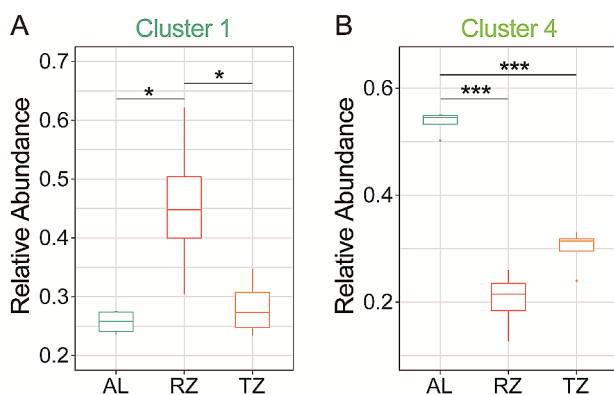 A
Cluster 1
Relative Abundance
0.7
0.6
0.5
0.4
0.3
0.2
*
*
AL
RZ
TZ
B
Cluster 4
Relative Abundance
0.6
0.4
0.2
***
***
AL
RZ
TZ